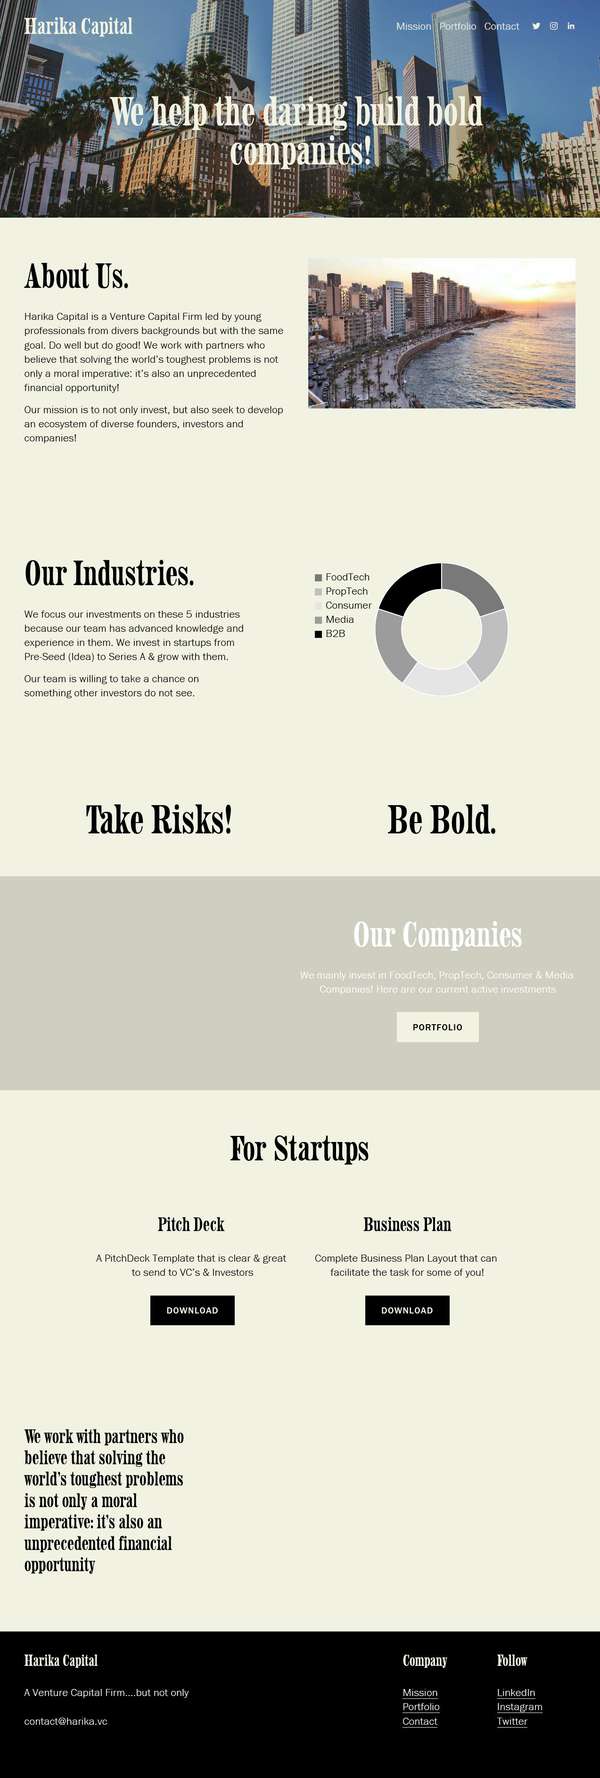 Harika Capital
Mission Portfolio Contact
We help the daring build bold
companies!
About Us.
Harika Capital is a Venture Capital Firm led by young
professionals from divers backgrounds but with the same
goal. Do well but do good! We work with partners who
believe that solving the world's toughest problems is not
only a moral imperative: it's also an unprecedented
financial opportunity!
Our mission is to not only invest, but also seek to develop
an ecosystem of diverse founders, investors and
companies!
Our Industries.
We focus our investments on these 5 industries
because our team has advanced knowledge and
experience in them. We invest in startups from
Pre-Seed (Idea) to Series A & grow with them.
Our team is willing to take a chance on
something other investors do not see.
FoodTech
PropTech
Consumer
Media
B2B
Take Risks!
Be Bold.
Our Companies
We mainly invest in FoodTech, PropTech, Consumer & Media
Companies! Here are our current active investments
PORTFOLIO
For Startups
Pitch Deck
A PitchDeck Template that is clear & great
to send to VC's & Investors
DOWNLOAD
Business Plan
Complete Business Plan Layout that can
facilitate the task for some of you!
DOWNLOAD
We work with partners who
believe that solving the
world's toughest problems
is not only a moral
imperative: it's also an
unprecedented financial
opportunity
Harika Capital
A Venture Capital Firm....but not only
contact@harika.vc
Company
Mission
Portfolio
Contact
Follow
LinkedIn
Instagram
Twitter